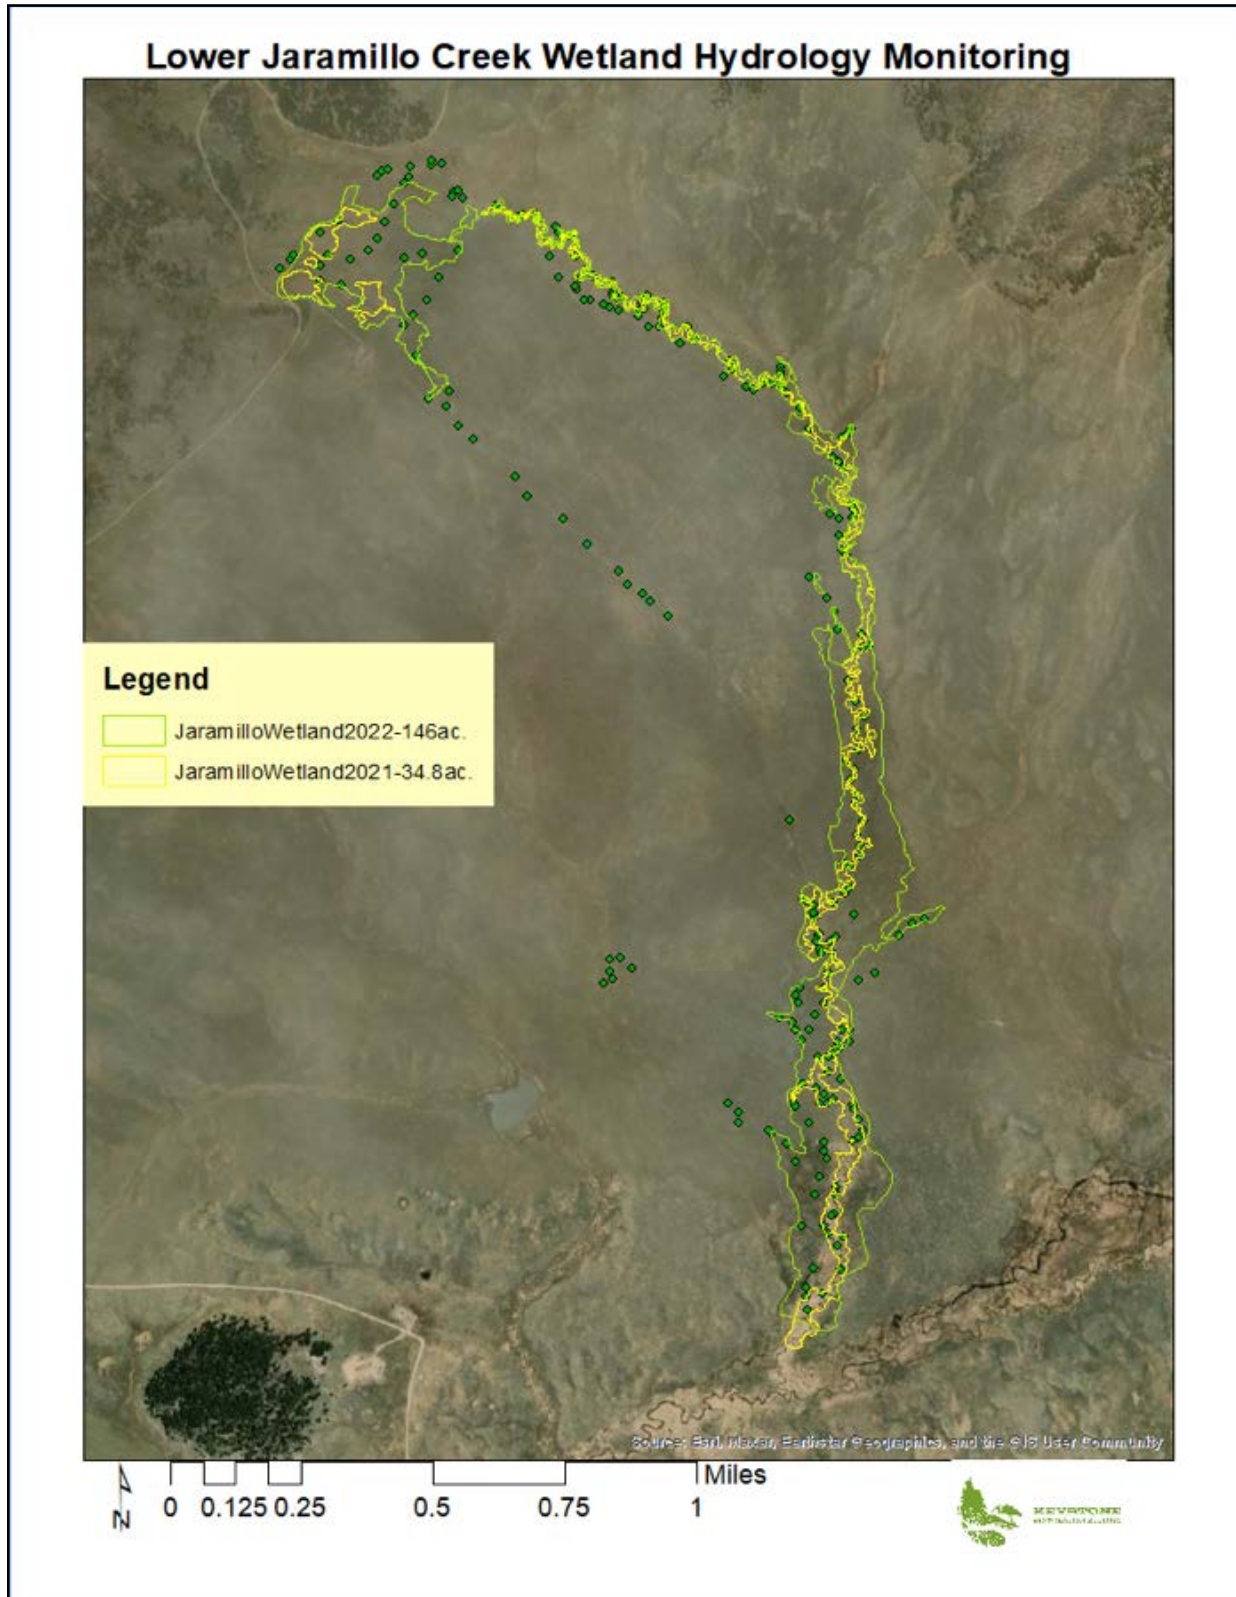 Lower Jaramillo Creek Wetland Hydrology Monitoring
Legend
JaramilloWetland2022-146ac.
JaramilloWetland2021-34.8ac.
Source: Esri, Maxar, Earthstar Geographics, and the GIS User Community
Miles
N
0 0.125 0.25 0.5 0.75 1
KEYSTONE